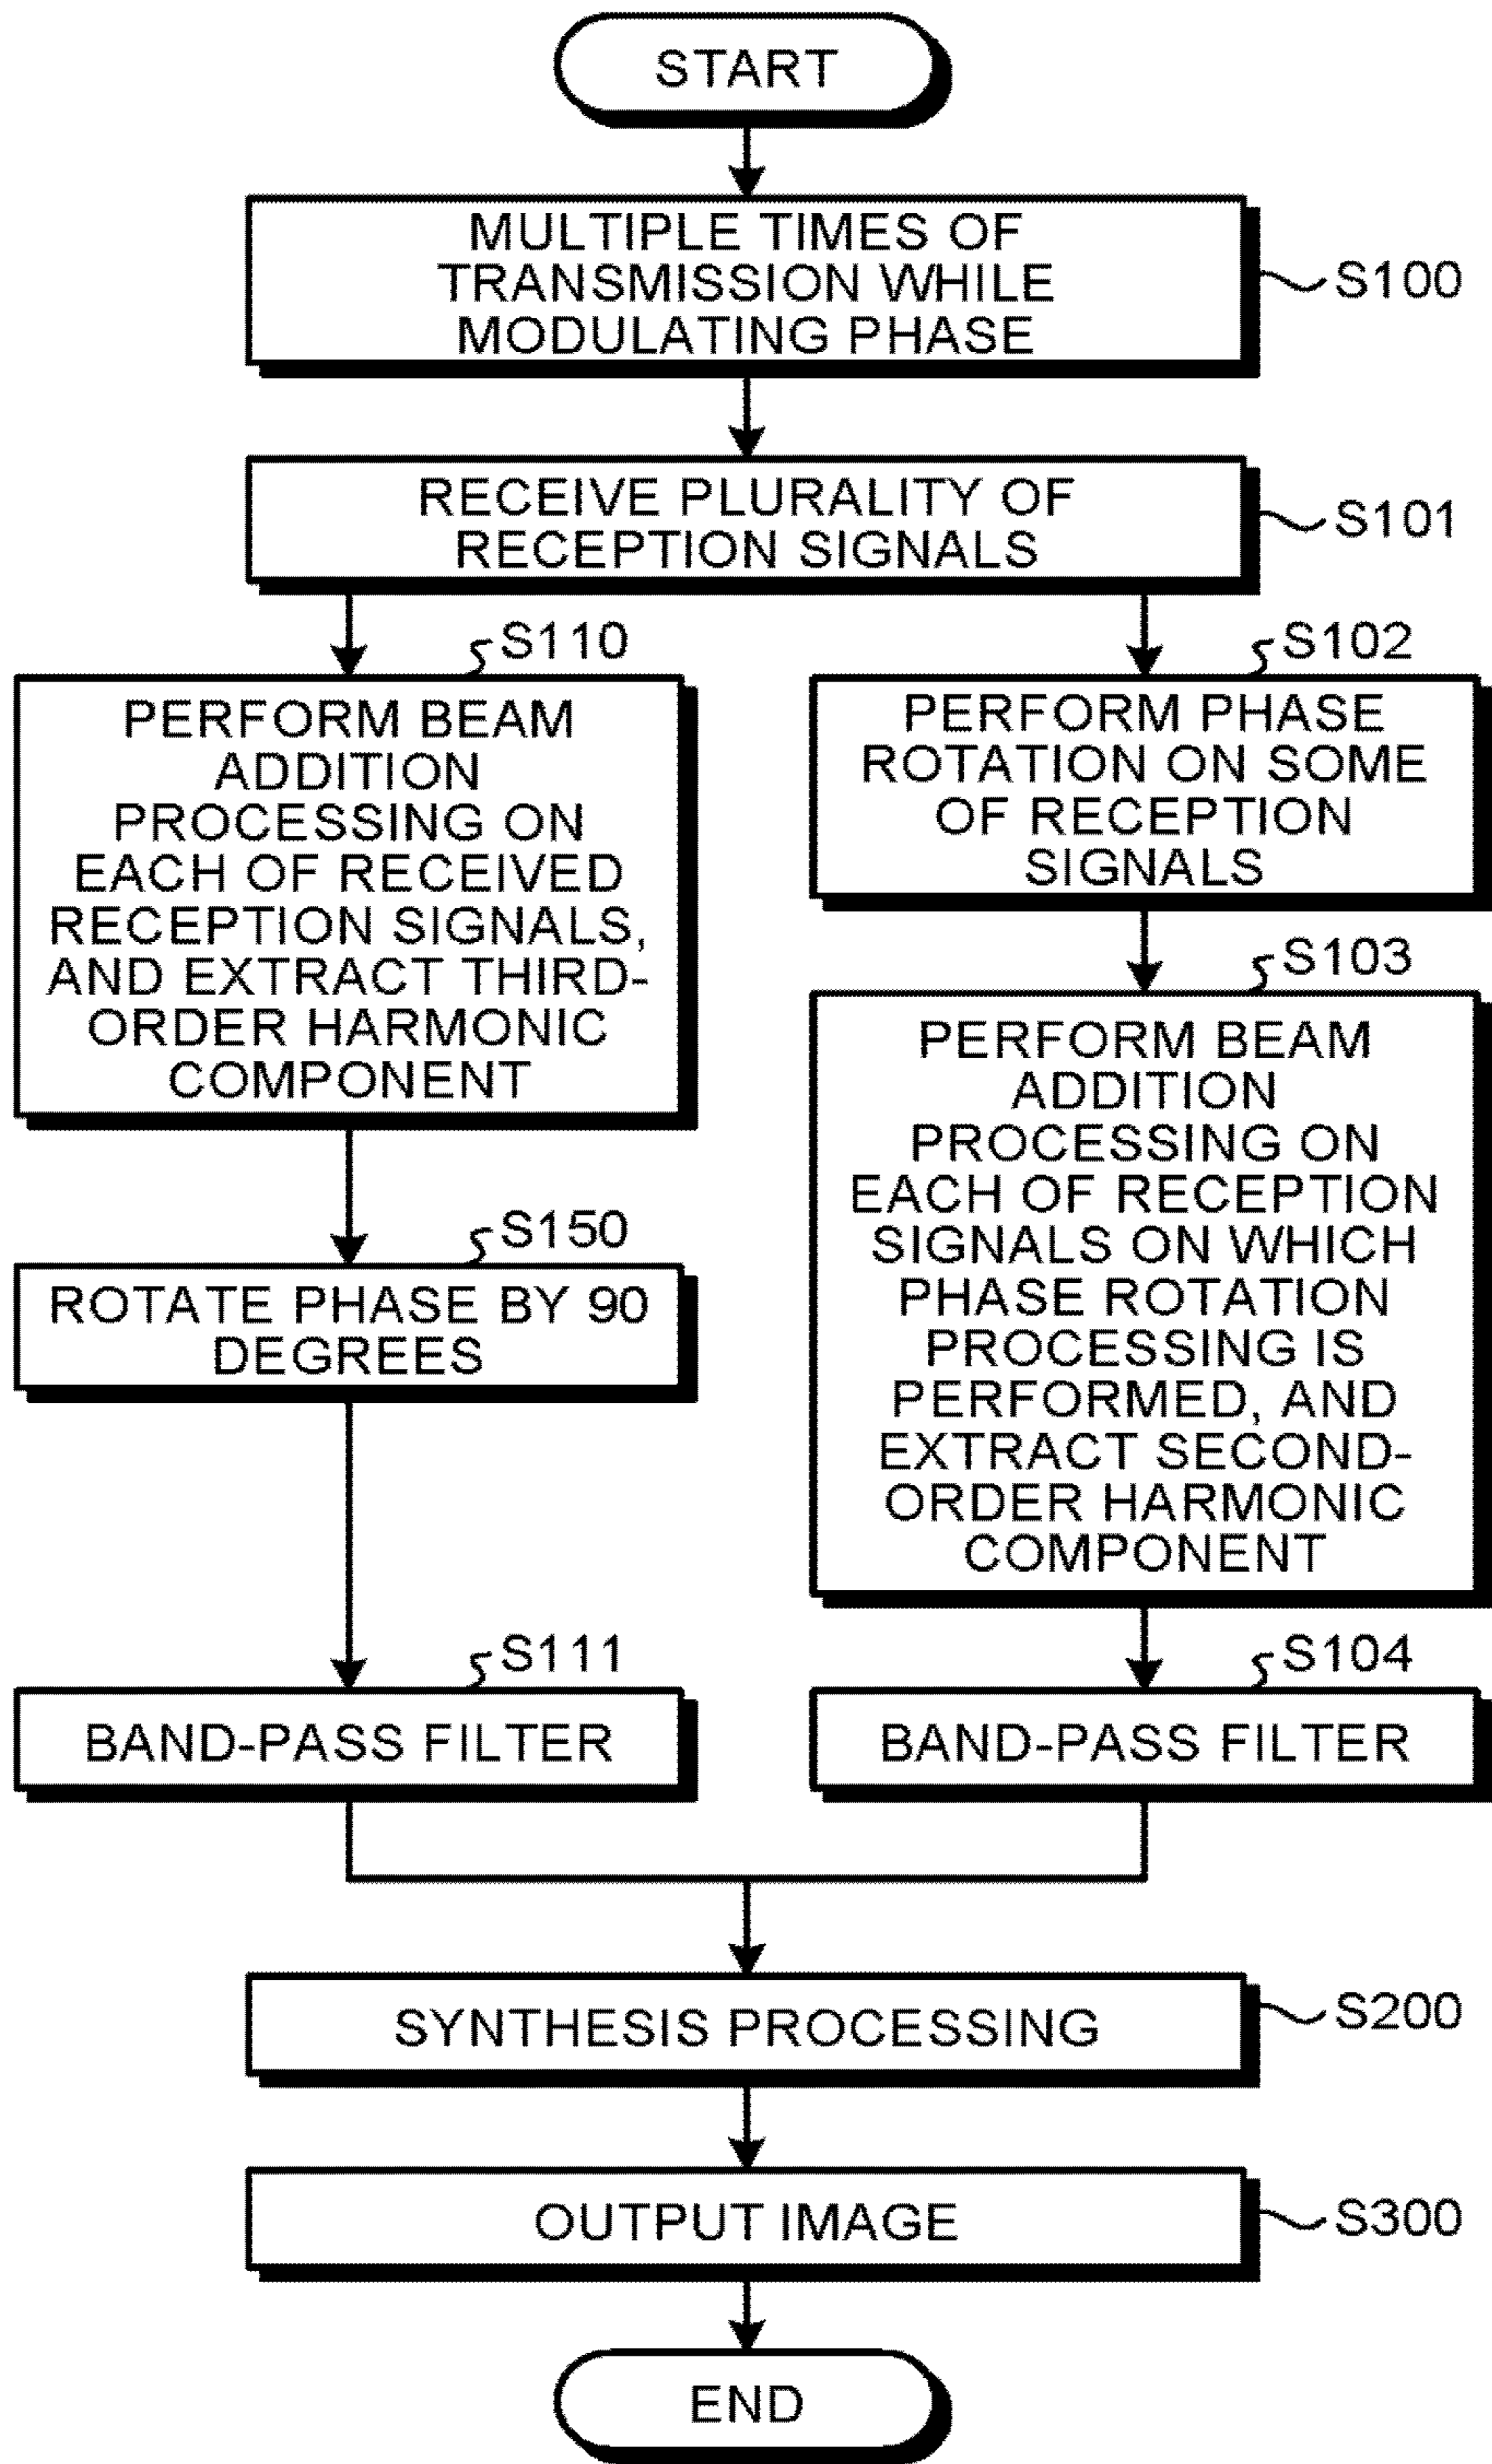 START
MULTIPLE TIMES OF
TRANSMISSION WHILE
MODULATING PHASE
S100
RECEIVE PLURALITY OF
RECEPTION SIGNALS
S101
S110
PERFORM BEAM
ADDITION
PROCESSING ON
EACH OF RECEIVED
RECEPTION SIGNALS,
AND EXTRACT THIRD-
ORDER HARMONIC
COMPONENT
S150
ROTATE PHASE BY 90
DEGREES
S111
BAND-PASS FILTER
S102
PERFORM PHASE
ROTATION ON SOME
OF RECEPTION
SIGNALS
S103
PERFORM BEAM
ADDITION
PROCESSING ON
EACH OF RECEPTION
SIGNALS ON WHICH
PHASE ROTATION
PROCESSING IS
PERFORMED, AND
EXTRACT SECOND-
ORDER HARMONIC
COMPONENT
S104
BAND-PASS FILTER
SYNTHESIS PROCESSING
S200
OUTPUT IMAGE
S300
END